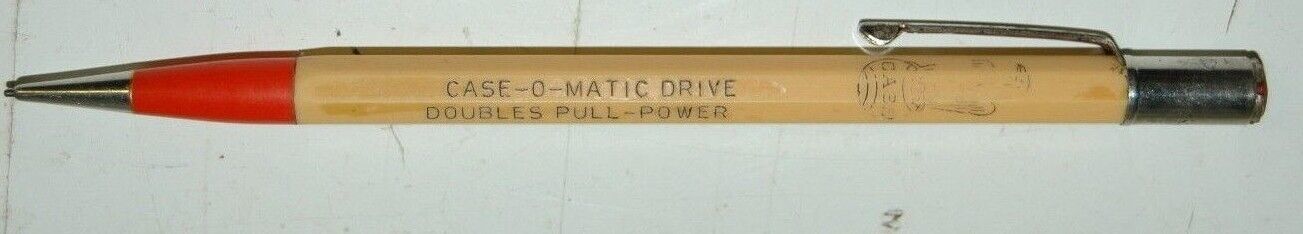 CASE-O-MATIC DRIVE
DOUBLES PULL-POWER
CASE